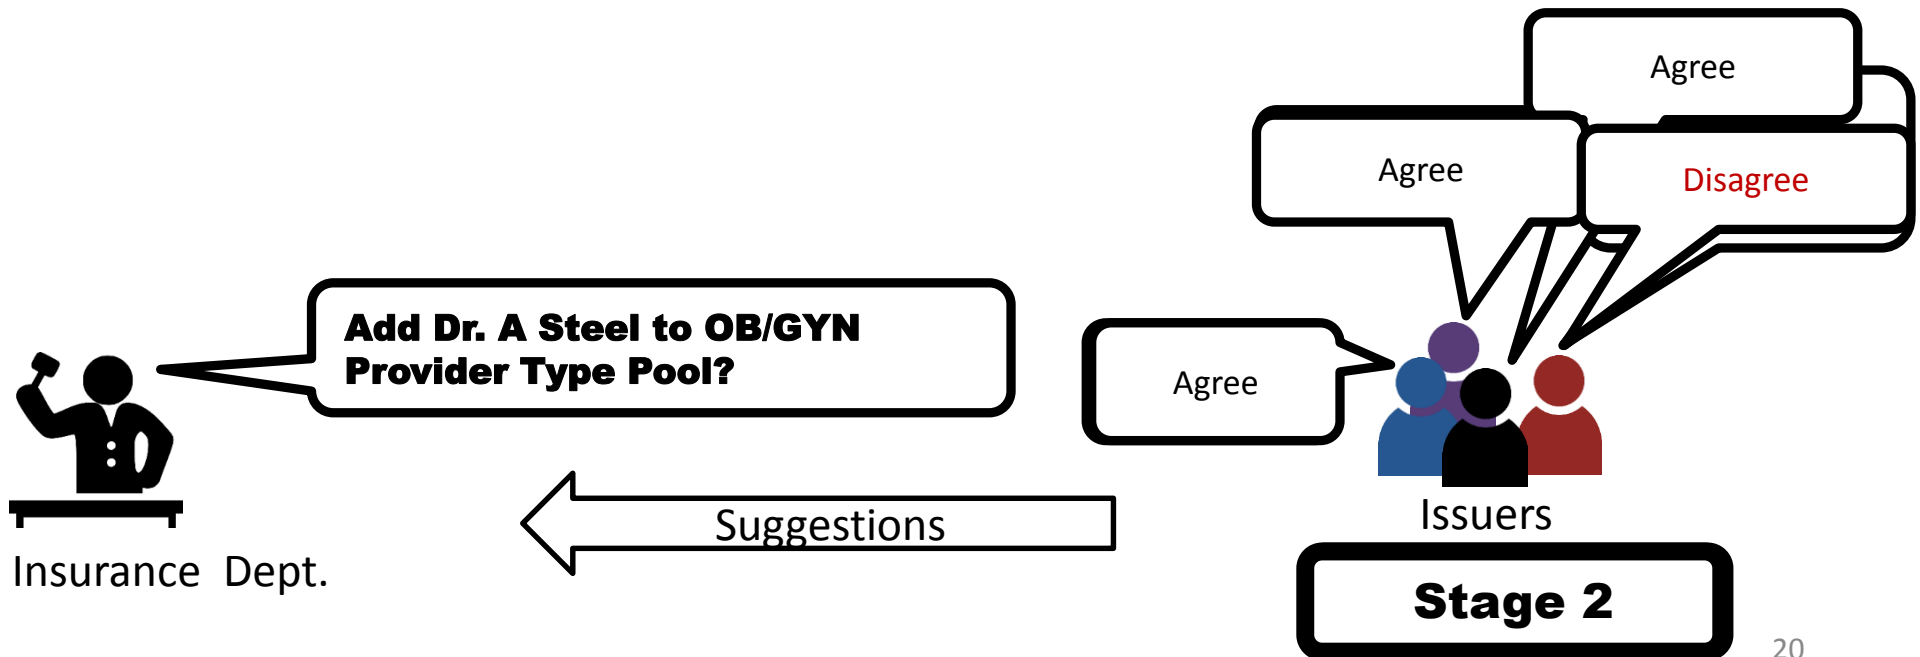 Agree
Agree
Disagree
Add Dr. A Steel to OB/GYN
Provider Type Pool?
Agree
Suggestions
Issuers
Insurance Dept.
Stage 2
20